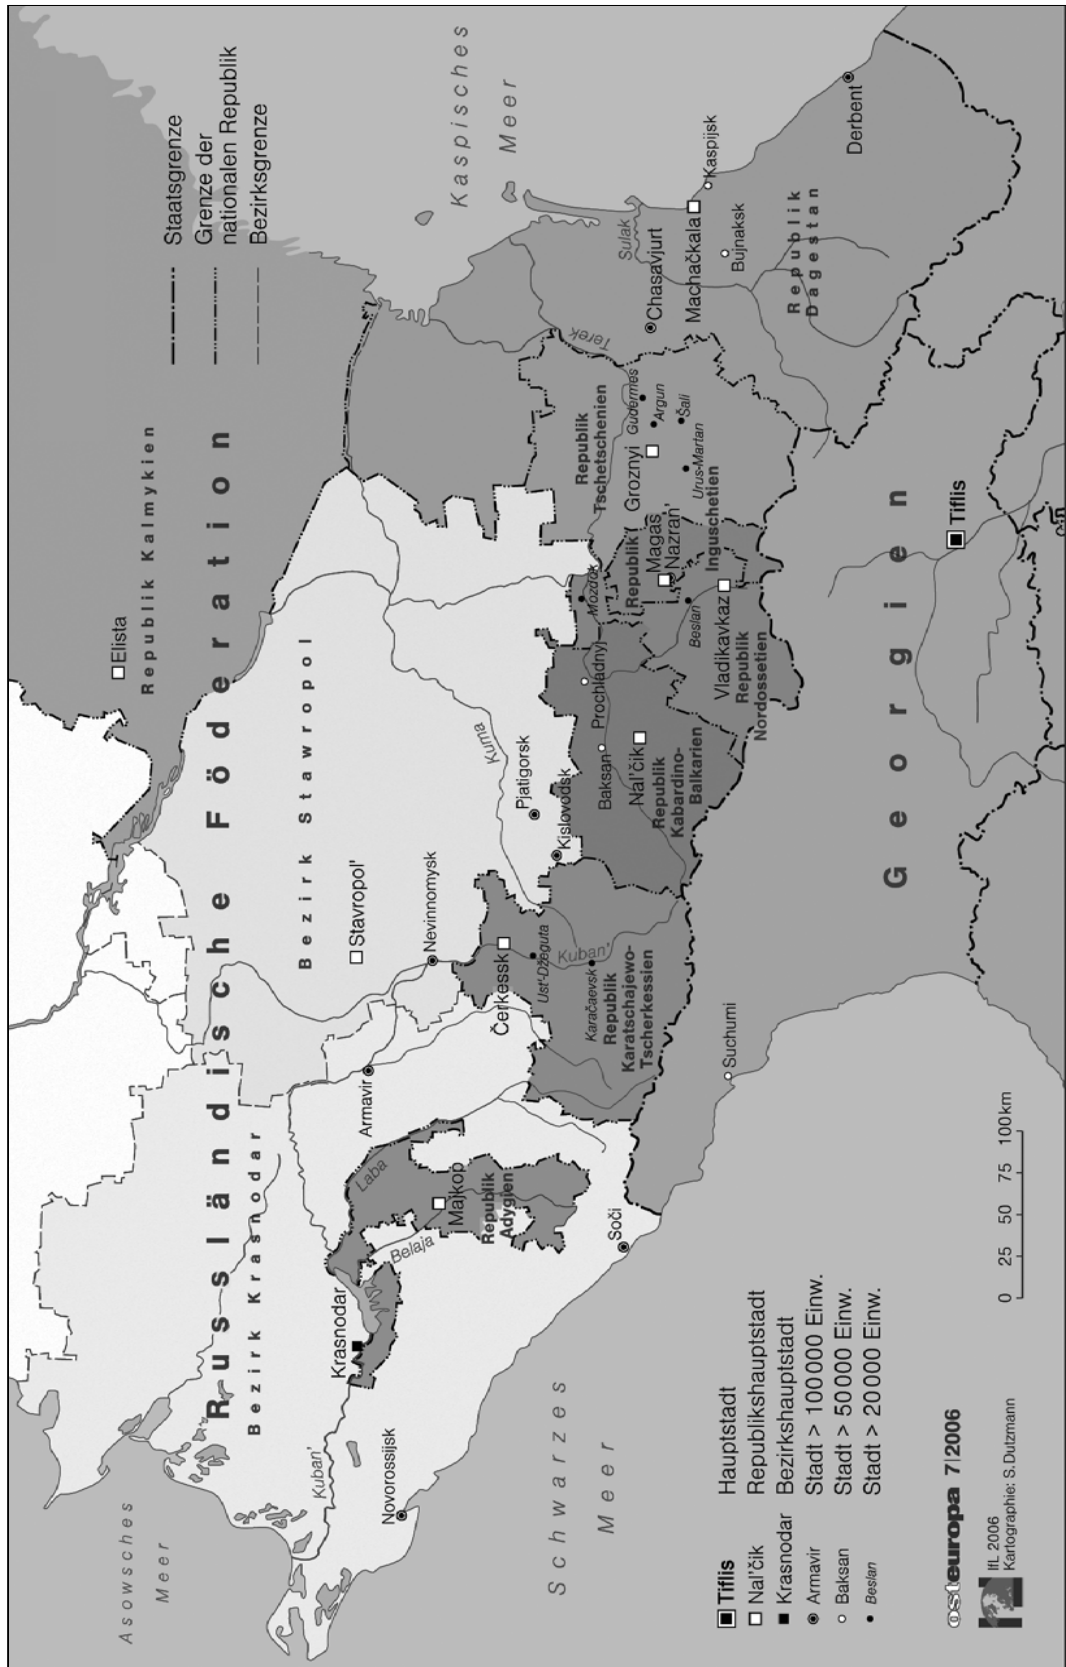 Asowsches
Meer
Schwarzes
Meer
Kaspisches
Meer
Russländische Föderation
Bezirk Krasnodar
Bezirk Stawropol
Republik Kalmykien
Elista
Staatsgrenze
Grenze der
nationalen Republik
Bezirksgrenze
Kuban'
Novorossijsk
Krasnodar
Laba
Belaja
Majkop
Republik
Adygien
Soči
Armavir
Nevinnomysk
Stavropol'
Čerkessk
Ust'-Džeguta
Kuban'
Karačaevsk
Republik
Karatschajewo-
Tscherkessien
Suchumi
Kuma
Pjatigorsk
Kislovodsk
Baksan
Prochladnyj
Nal'čik
Republik
Kabardino-
Balkarien
Mozdok
Beslan
Vladikavkaz
Republik
Nordossetien
Republik
Inguschetien
Magas
Nazran'
Republik
Tschetschenien
Groznyi
Gudermes
Argun
Šali
Urus-Martan
Terek
Chasavjurt
Sulak
Machačkala
Kaspijsk
Bujnaksk
Republik
Dagestan
Derbent
Georgien
Tiflis
Tiflis Hauptstadt
Nal'čik Republikshauptstadt
Krasnodar Bezirkshauptstadt
Armavir Stadt > 100 000 Einw.
Baksan Stadt > 50 000 Einw.
Beslan Stadt > 20 000 Einw.
0 25 50 75 100 km
osteuropa 7|2006
IfL 2006
Kartographie: S.Dutzmann